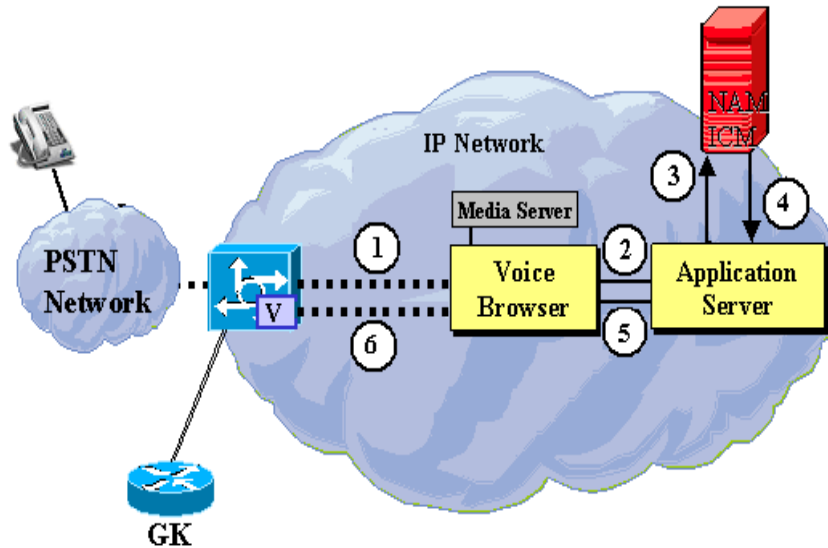 NAM
ICM
IP Network
3
4
Media Server
1
2
PSTN
Network
Voice
Browser
Application
Server
V
6
5
GK